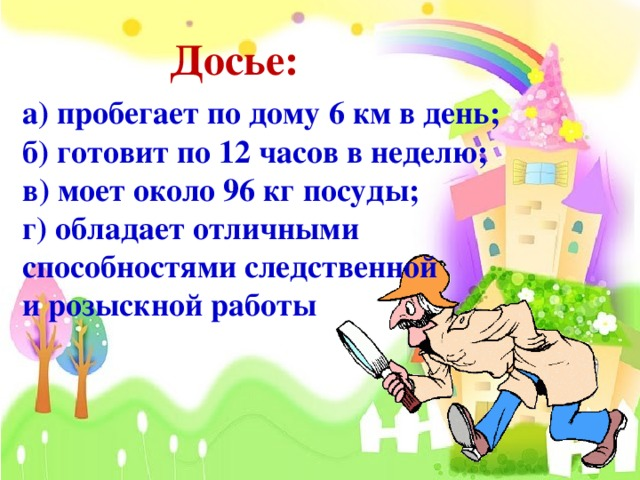 Досье:
а) пробегает по дому 6 км в день;
б) готовит по 12 часов в неделю;
в) моет около 96 кг посуды;
г) обладает отличными
способностями следственной
и розыскной работы